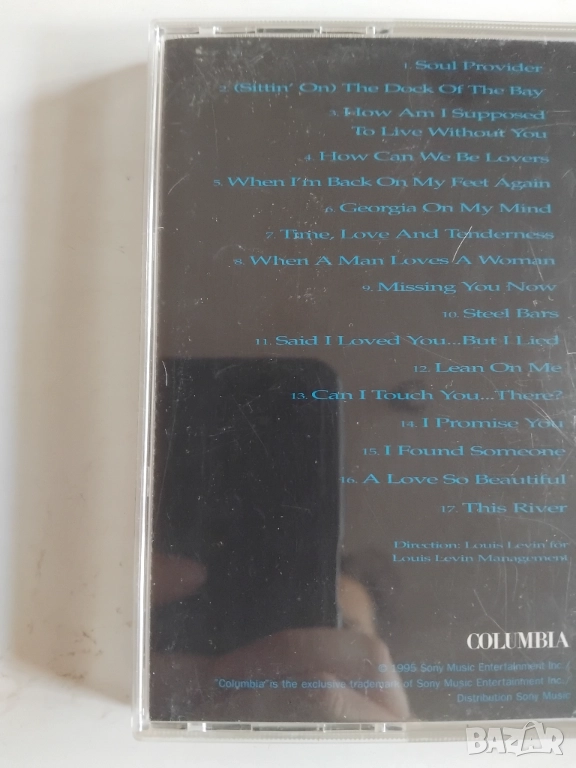 1. Soul Provider
2. (Sittin' On) The Dock Of The Bay
3. How Am I Supposed
To Live Without You
4. How Can We Be Lovers
5. When I'm Back On My Feet Again
6. Georgia On My Mind
7. Time, Love And Tenderness
8. When A Man Loves A Woman
9. Missing You Now
10. Steel Bars
11. Said I Loved You...But I Lied
12. Lean On Me
13. Can I Touch You...There?
14. I Promise You
15. I Found Someone
16. A Love So Beautiful
17. This River
Direction: Louis Levin for
Louis Levin Management
COLUMBIA
© 1995 Sony Music Entertainment Inc./
"Columbia" is the exclusive trademark of Sony Music Entertainment Inc./
Distribution Sony Music
BAZAR